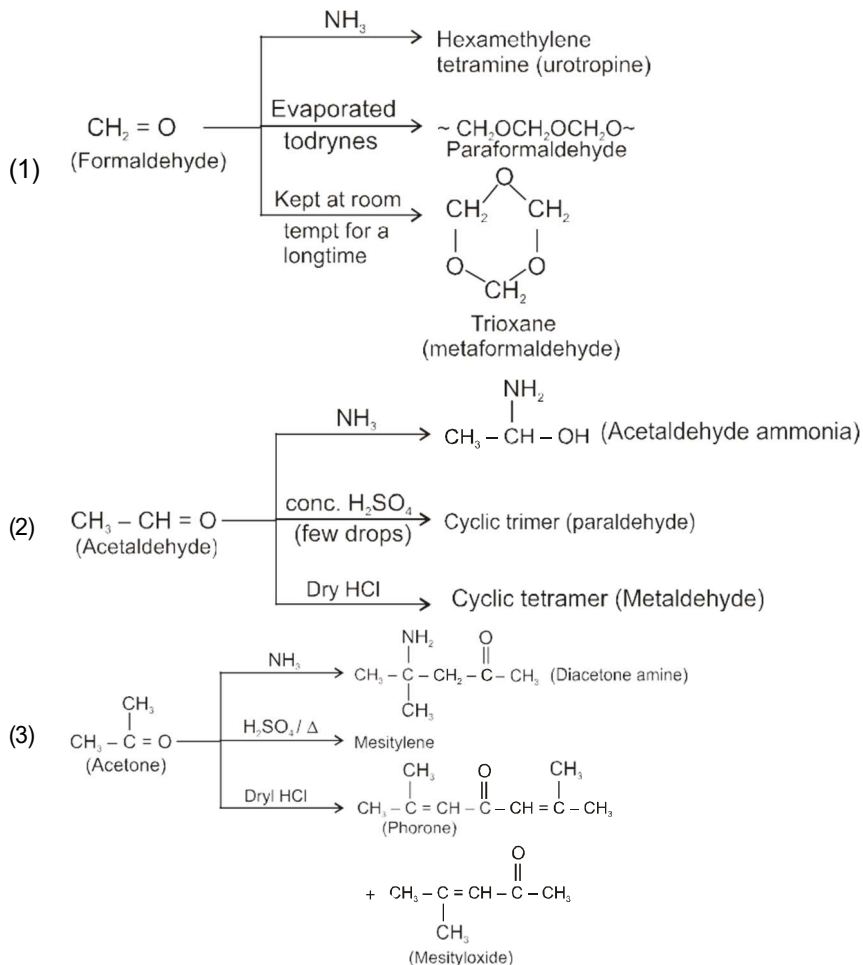 NH₃
Hexamethylene
tetramine (urotropine)
(1)
CH₂ = O
(Formaldehyde)
Evaporated
todrynes
~ CH₂OCH₂OCH₂O~
Paraformaldehyde
Kept at room
tempt for a
longtime
O
CH₂ CH₂
O O
CH₂
Trioxane
(metaformaldehyde)
(2)
CH₃ – CH = O
(Acetaldehyde)
NH₃
NH₂
|
CH₃ – CH – OH (Acetaldehyde ammonia)
conc. H₂SO₄
(few drops)
Cyclic trimer (paraldehyde)
Dry HCl
Cyclic tetramer (Metaldehyde)
(3)
CH₃
|
CH₃ – C = O
(Acetone)
NH₃
NH₂ O
| ||
CH₃ – C – CH₂ – C – CH₃ (Diacetone amine)
|
CH₃
H₂SO₄ / Δ
Mesitylene
Dryl HCl
CH₃ O CH₃
| || |
CH₃ – C = CH – C – CH = C – CH₃
(Phorone)
O
||
+ CH₃ – C = CH – C – CH₃
|
CH₃
(Mesityloxide)